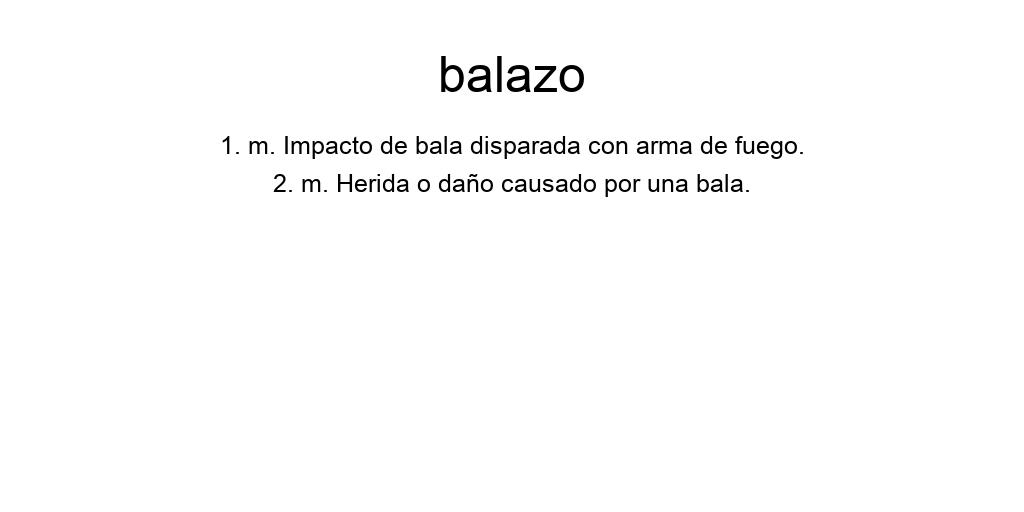 balazo
1. m. Impacto de bala disparada con arma de fuego.
2. m. Herida o daño causado por una bala.